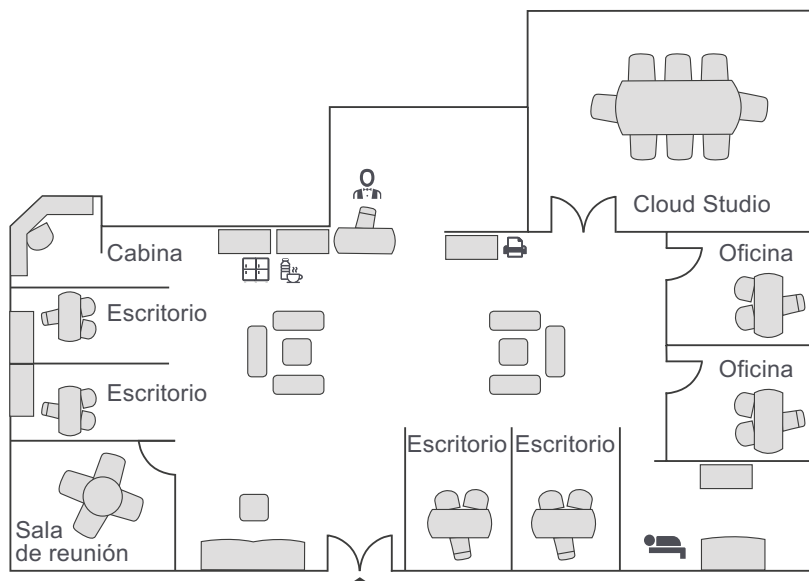 Cloud Studio
Cabina
Oficina
Escritorio
Oficina
Escritorio
Escritorio
Escritorio
Sala
de reunión